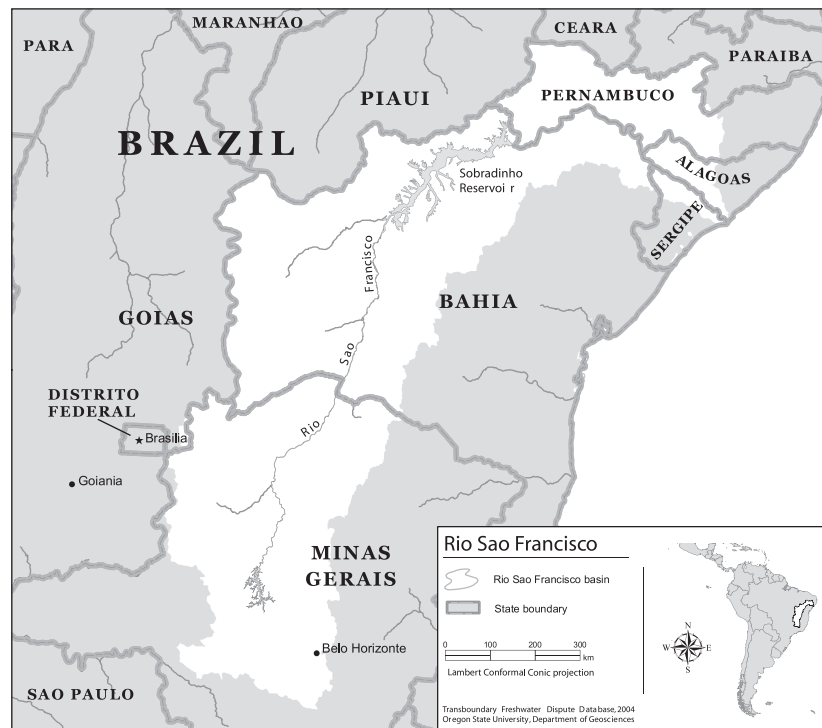 MARANHAO
CEARA
PARA
PARAIBA
PIAUI
PERNAMBUCO
BRAZIL
Sobradinho
Reservoi r
ALAGOAS
SERGIPE
Francisco
BAHIA
GOIAS
Sao
DISTRITO
FEDERAL
Brasilia
Rio
Goiania
MINAS
GERAIS
Belo Horizonte
SAO PAULO
Rio Sao Francisco
Rio Sao Francisco basin
State boundary
0 100 200 300
km
Lambert Conformal Conic projection
N
W E
S
Transboundary Freshwater Dispute Database, 2004
Oregon State University, Department of Geosciences